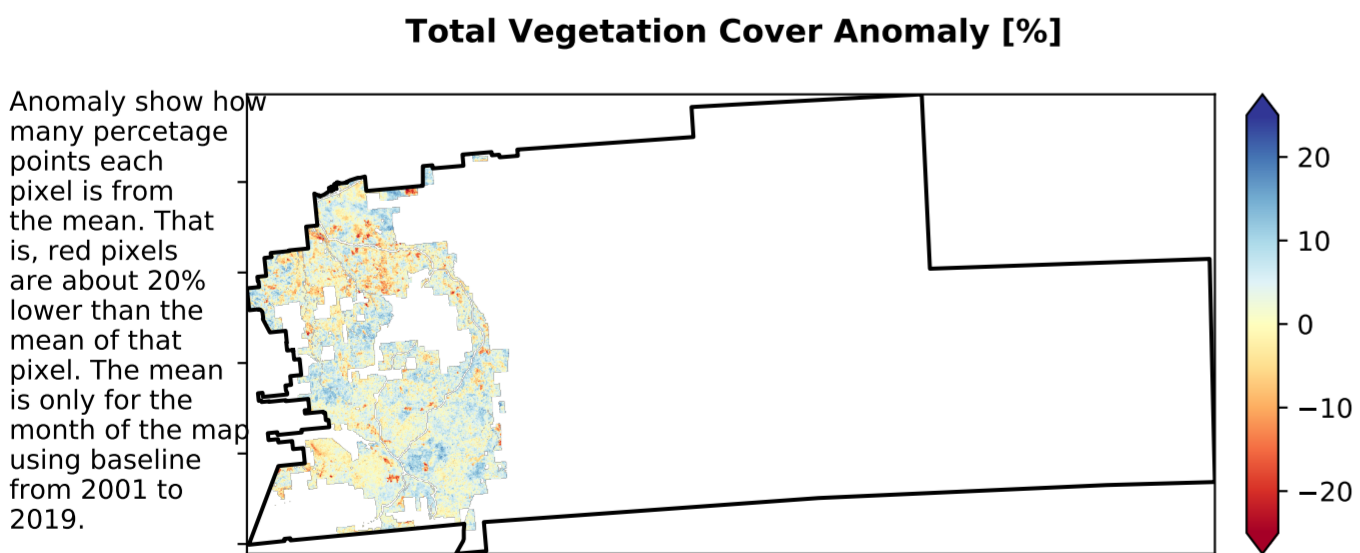 Total Vegetation Cover Anomaly [%]
Anomaly show how
many percetage
points each
pixel is from
the mean. That
is, red pixels
are about 20%
lower than the
mean of that
pixel. The mean
is only for the
month of the map
using baseline
from 2001 to
2019.
20
10
0
−10
−20